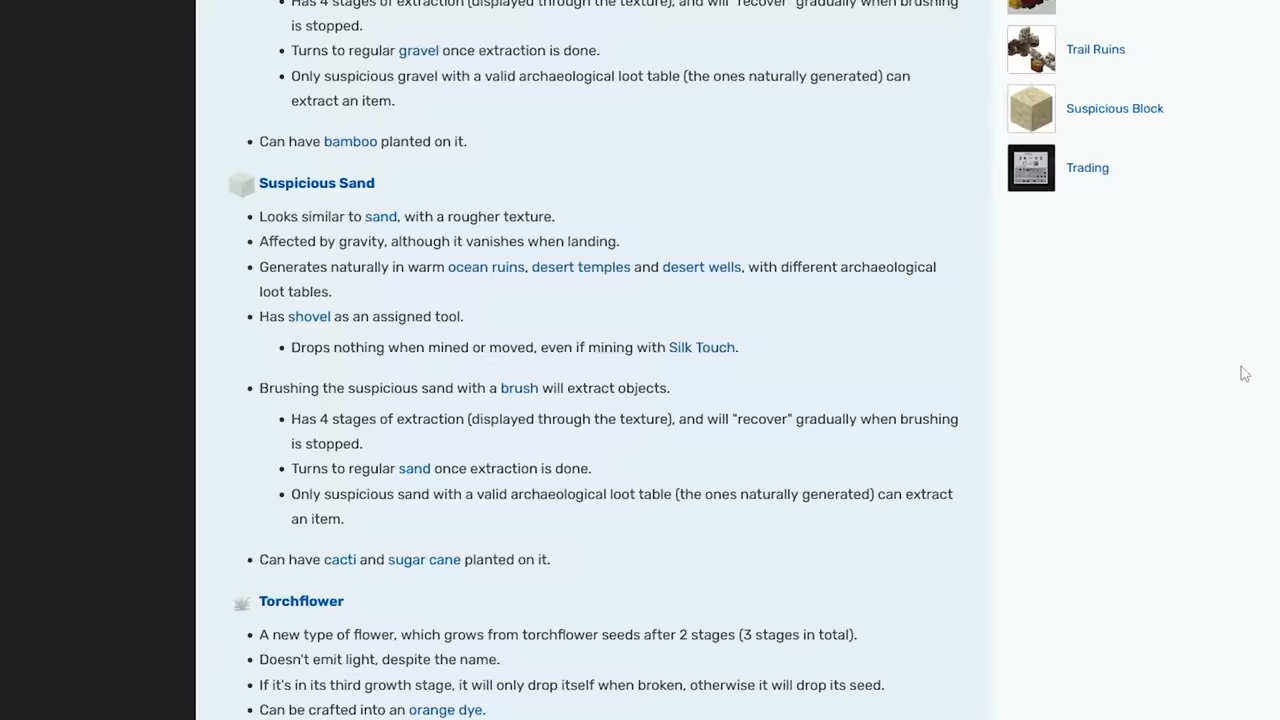 Has 4 stages of extraction (displayed through the texture), and will "recover" gradually when brushing
is stopped.
Turns to regular gravel once extraction is done.
Only suspicious gravel with a valid archaeological loot table (the ones naturally generated) can
extract an item.
Can have bamboo planted on it.
Suspicious Sand
Looks similar to sand, with a rougher texture.
Affected by gravity, although it vanishes when landing.
Generates naturally in warm ocean ruins, desert temples and desert wells, with different archaeological
loot tables.
Has shovel as an assigned tool.
Drops nothing when mined or moved, even if mining with Silk Touch.
Brushing the suspicious sand with a brush will extract objects.
Has 4 stages of extraction (displayed through the texture), and will "recover" gradually when brushing
is stopped.
Turns to regular sand once extraction is done.
Only suspicious sand with a valid archaeological loot table (the ones naturally generated) can extract
an item.
Can have cacti and sugar cane planted on it.
Torchflower
A new type of flower, which grows from torchflower seeds after 2 stages (3 stages in total).
Doesn't emit light, despite the name.
If it's in its third growth stage, it will only drop itself when broken, otherwise it will drop its seed.
Can be crafted into an orange dye.
Trail Ruins
Suspicious Block
Trading